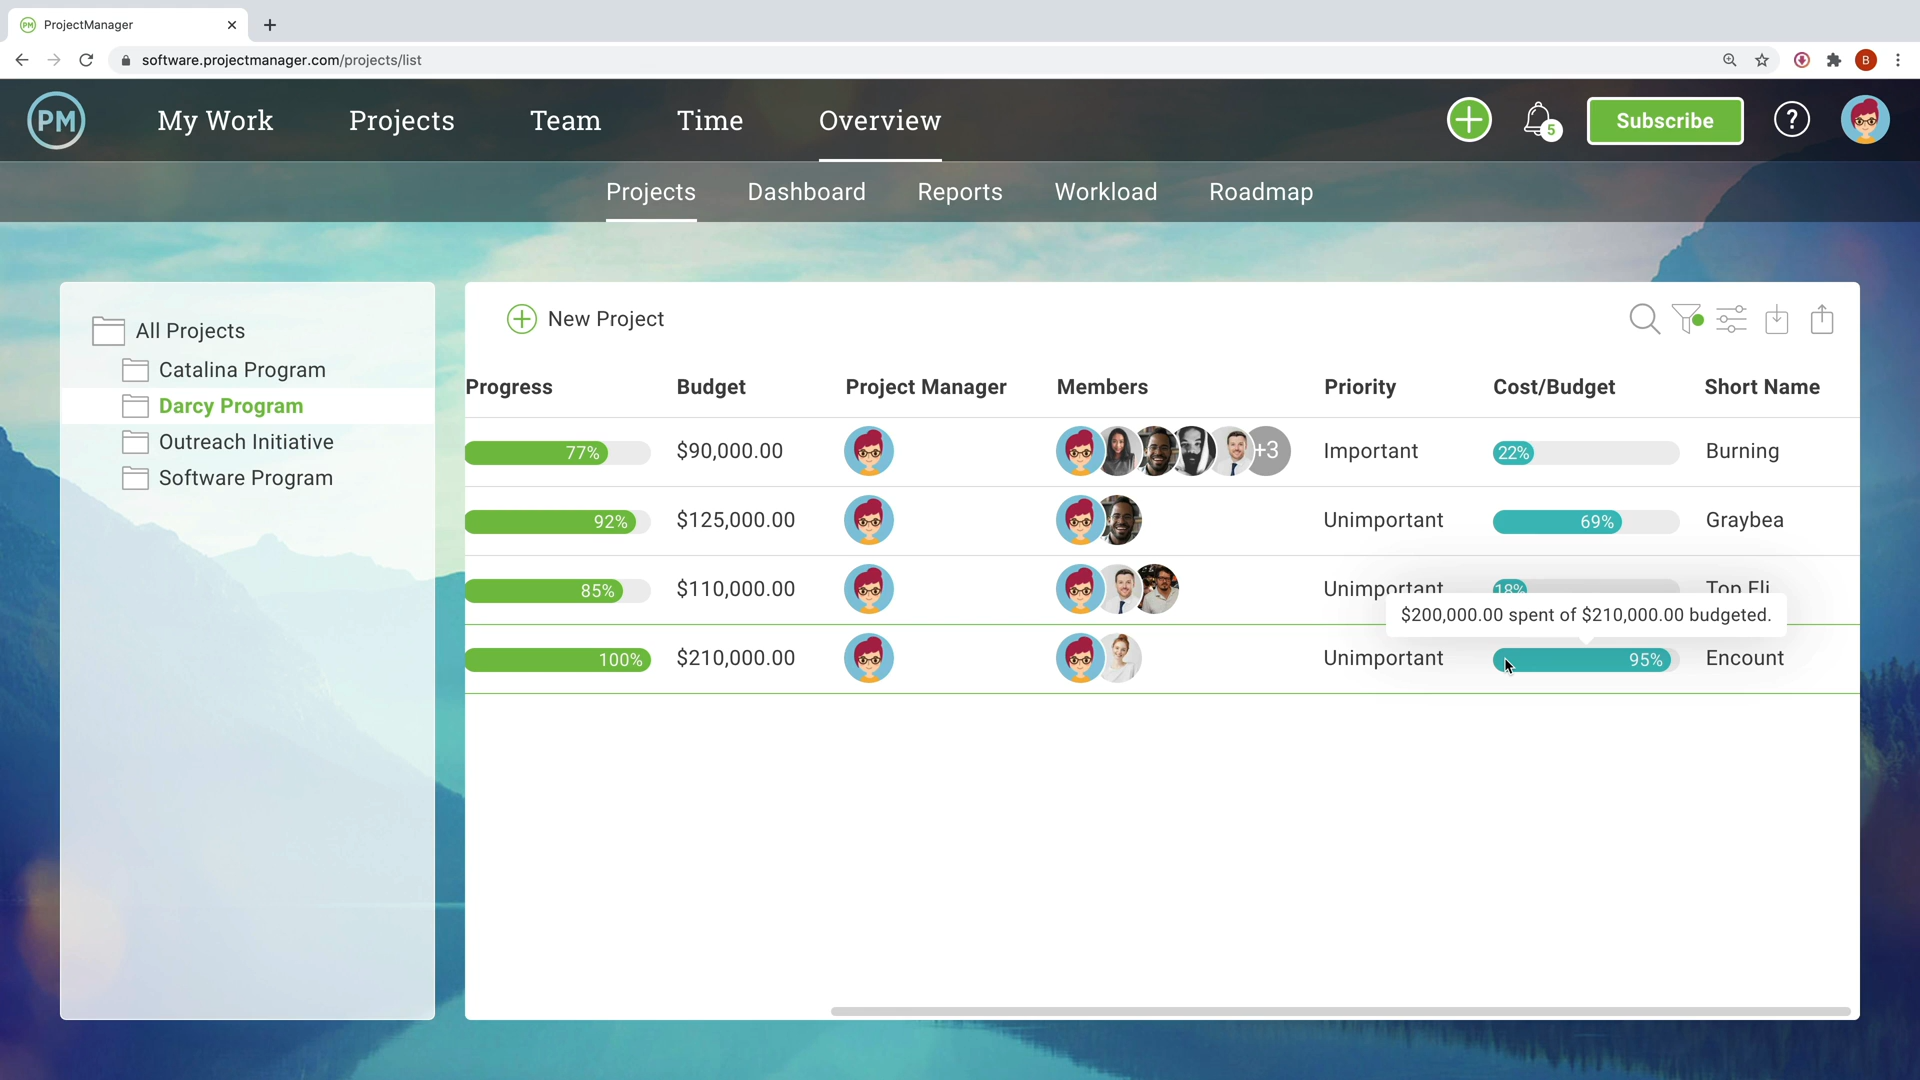 PM ProjectManager
software.projectmanager.com/projects/list
B
PM My Work Projects Team Time Overview 5 Subscribe ?
Projects Dashboard Reports Workload Roadmap
All Projects
Catalina Program
Darcy Program
Outreach Initiative
Software Program
New Project
Progress Budget Project Manager Members Priority Cost/Budget Short Name
77% $90,000.00 +3 Important 22% Burning
92% $125,000.00 Unimportant 69% Graybea
85% $110,000.00 Unimportant 18% Top Eli
$200,000.00 spent of $210,000.00 budgeted.
100% $210,000.00 Unimportant 95% Encount